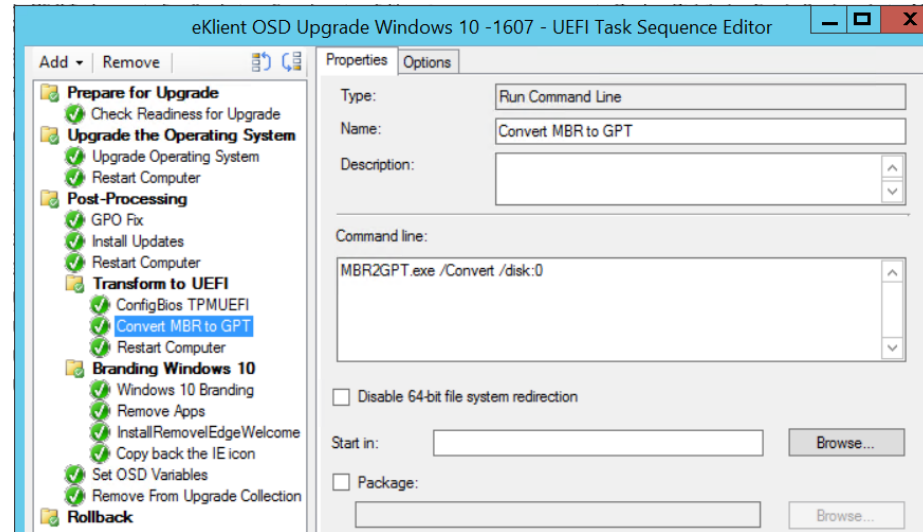 eKlient OSD Upgrade Windows 10 -1607 - UEFI Task Sequence Editor
Add
Remove
Prepare for Upgrade
Check Readiness for Upgrade
Upgrade the Operating System
Upgrade Operating System
Restart Computer
Post-Processing
GPO Fix
Install Updates
Restart Computer
Transform to UEFI
ConfigBios TPMUEFI
Convert MBR to GPT
Restart Computer
Branding Windows 10
Windows 10 Branding
Remove Apps
InstallRemovelEdgeWelcome
Copy back the IE icon
Set OSD Variables
Remove From Upgrade Collection
Rollback
Properties
Options
Type:
Run Command Line
Name:
Convert MBR to GPT
Description:
Command line:
MBR2GPT.exe /Convert /disk:0
Disable 64-bit file system redirection
Start in:
Browse...
Package:
Browse...